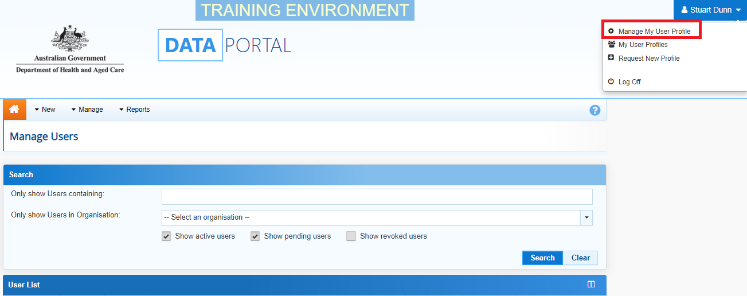 TRAINING ENVIRONMENT
Stuart Dunn
Manage My User Profile
My User Profiles
Request New Profile
Log Off
Australian Government
Department of Health and Aged Care
DATA PORTAL
New Manage Reports ?
Manage Users
Search
Only show Users containing:
Only show Users in Organisation: -- Select an organisation --
Show active users Show pending users Show revoked users
Search Clear
User List